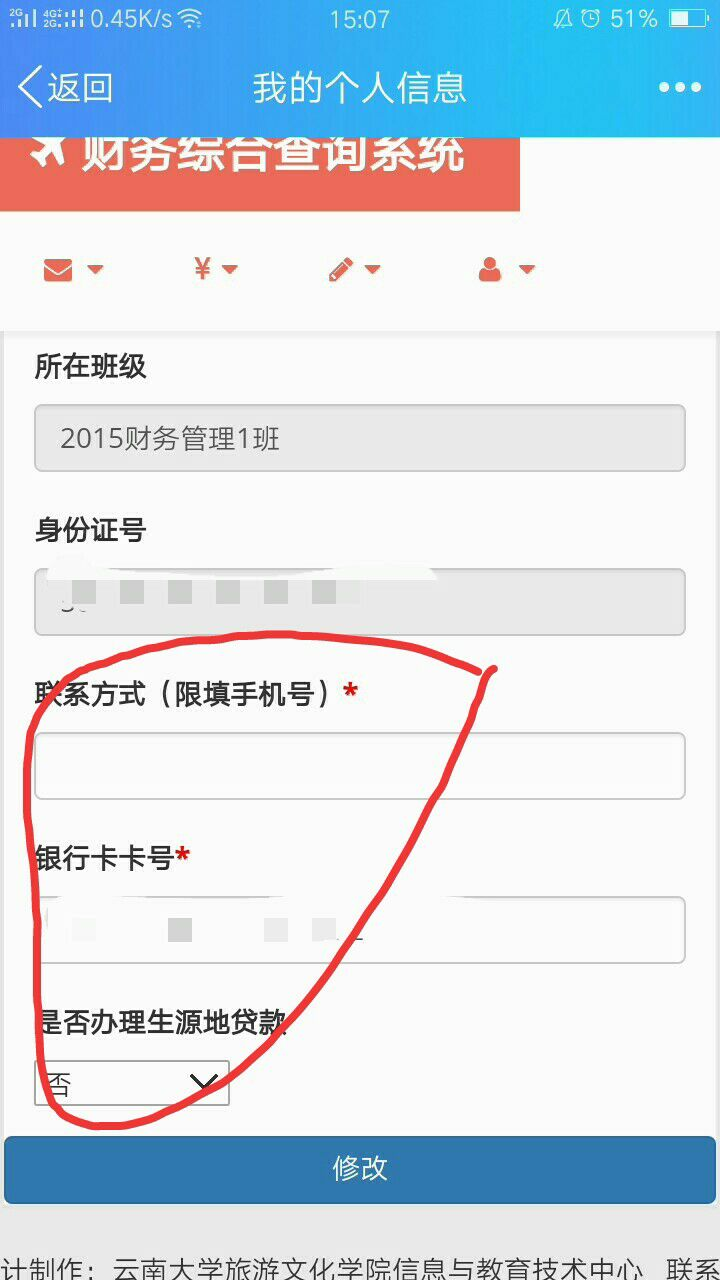 2G 4G+ 2G 0.45K/s 15:07 51%
返回 我的个人信息
财务综合查询系统
¥
所在班级
2015财务管理1班
身份证号
联系方式（限填手机号）*
银行卡卡号*
是否办理生源地贷款
否
修改
计制作：云南大学旅游文化学院信息与教育技术中心 联系